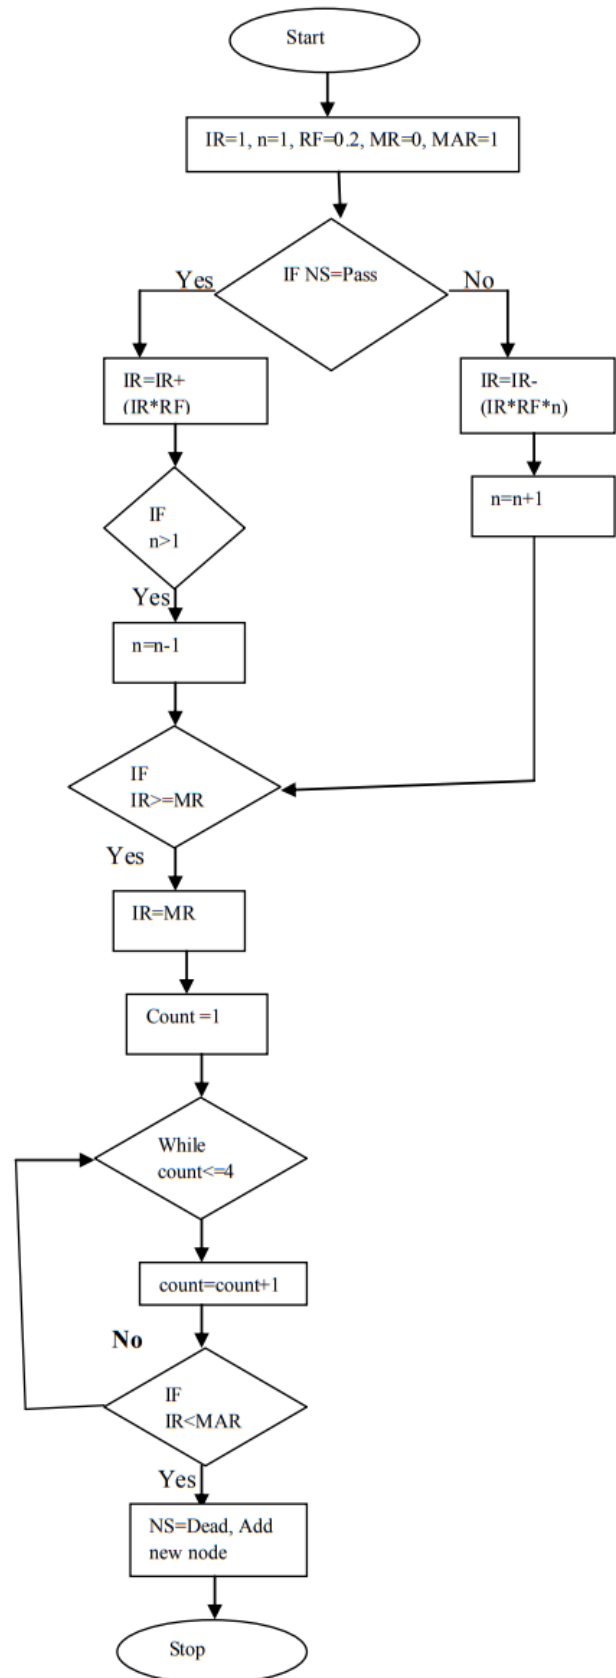 Start
IR=1, n=1, RF=0.2, MR=0, MAR=1
IF NS=Pass
Yes
No
IR=IR+
(IR*RF)
IR=IR-
(IR*RF*n)
n=n+1
IF
n>1
Yes
n=n-1
IF
IR>=MR
Yes
IR=MR
Count =1
While
count<=4
count=count+1
No
IF
IR<MAR
Yes
NS=Dead, Add
new node
Stop